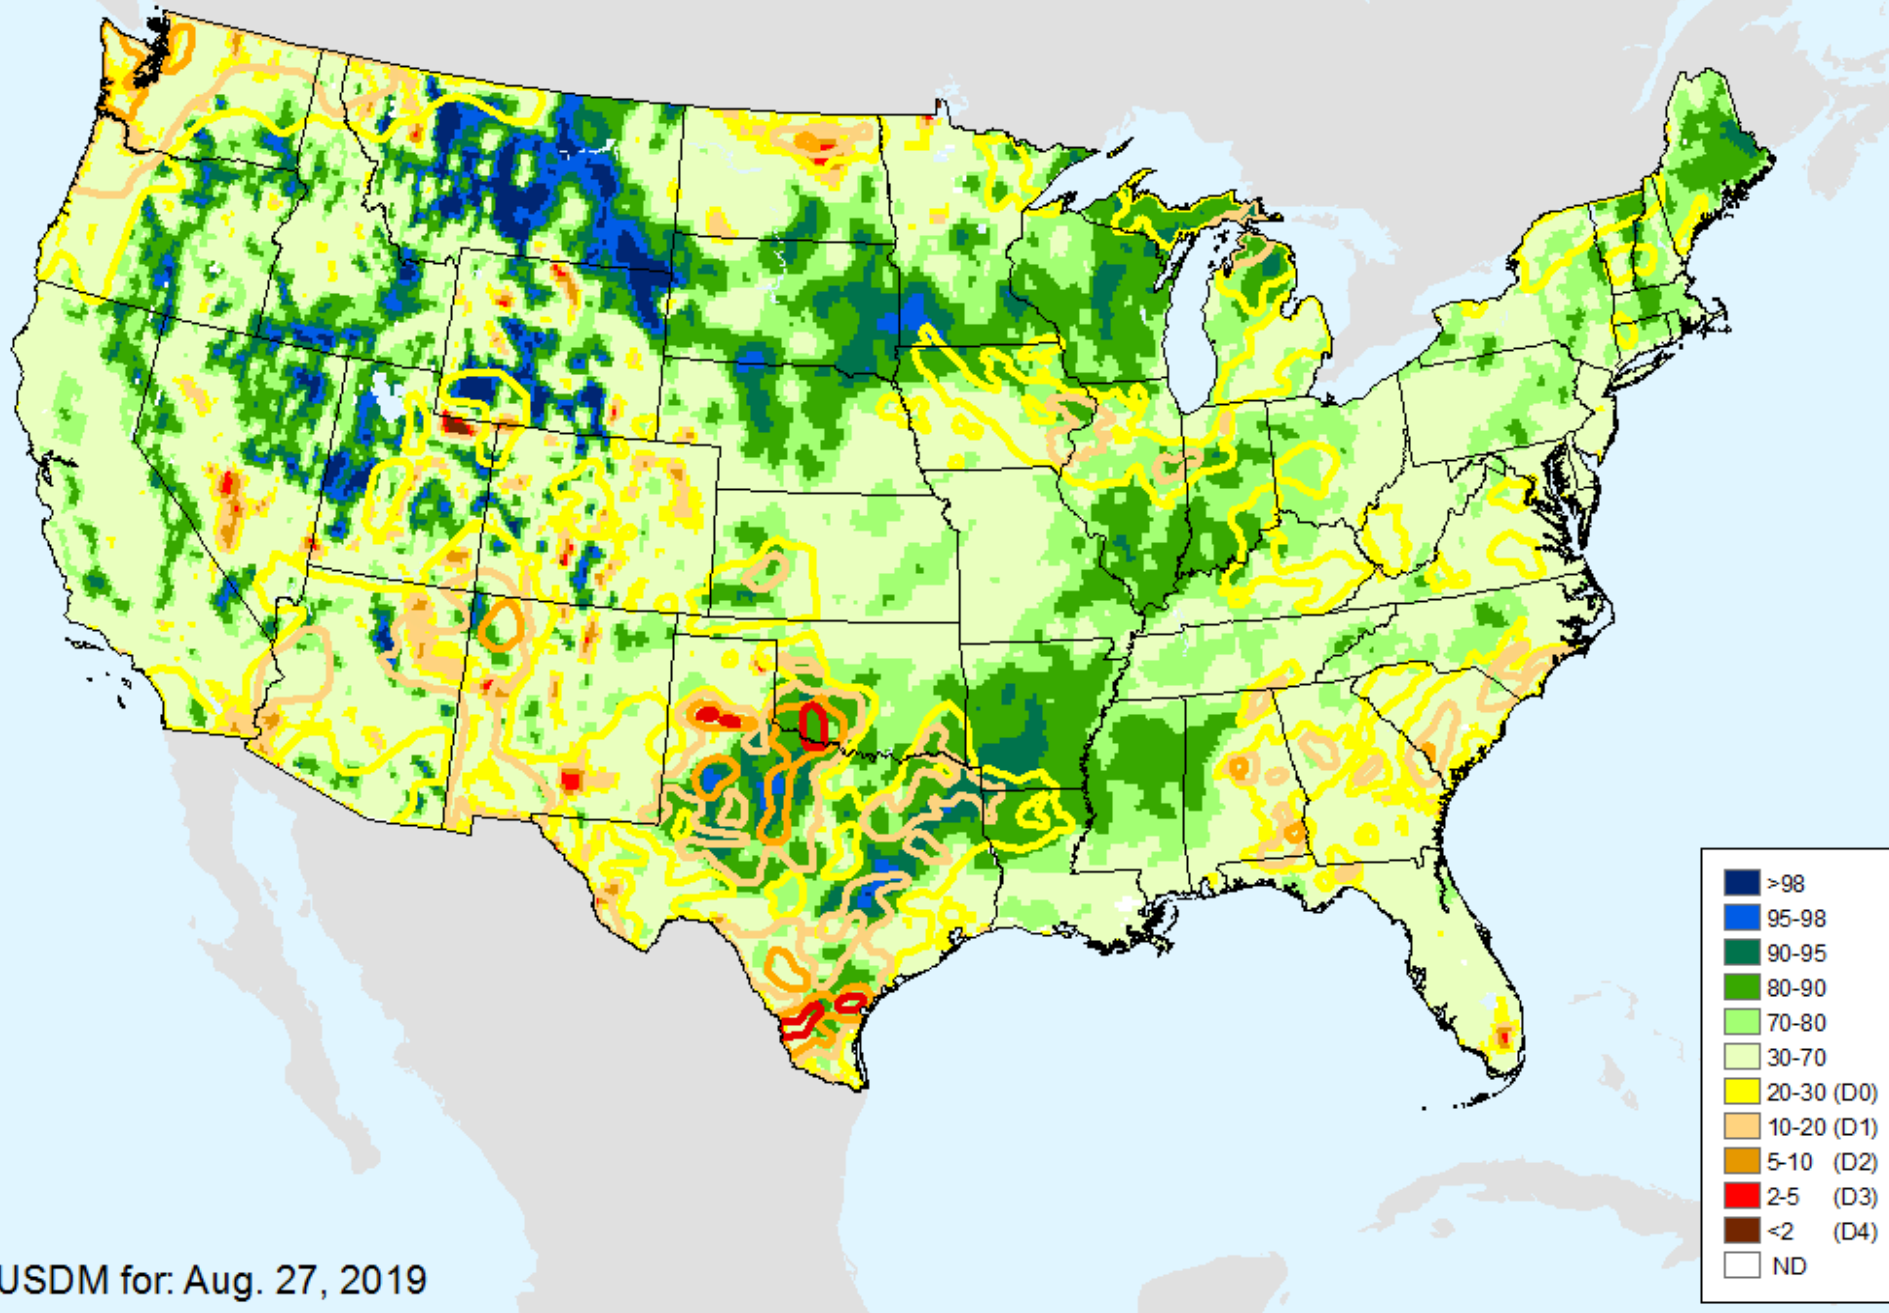 >98
95-98
90-95
80-90
70-80
30-70
20-30 (D0)
10-20 (D1)
5-10 (D2)
2-5 (D3)
<2 (D4)
ND
USDM for: Aug. 27, 2019